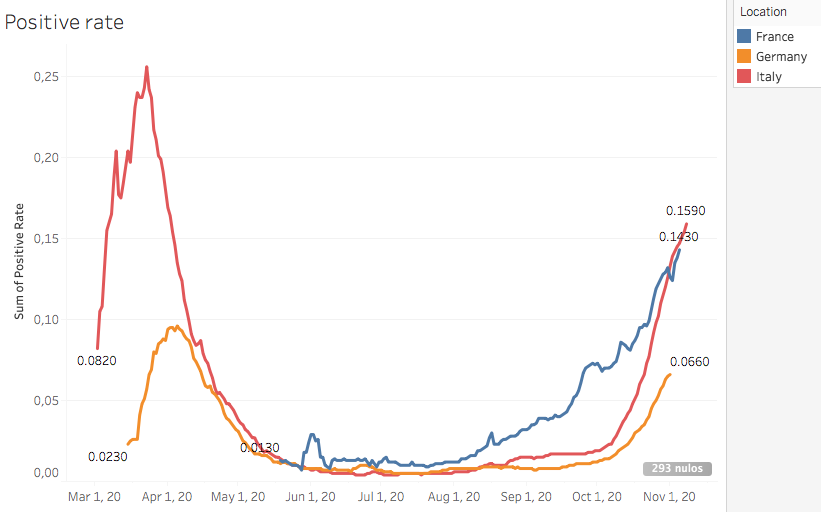 Positive rate
Location
France
Germany
Italy
Sum of Positive Rate
0,25
0,20
0,15
0,10
0,05
0,00
0.0820
0.0230
0.0130
0.1590
0.1430
0.0660
293 nulos
Mar 1, 20
Apr 1, 20
May 1, 20
Jun 1, 20
Jul 1, 20
Aug 1, 20
Sep 1, 20
Oct 1, 20
Nov 1, 20